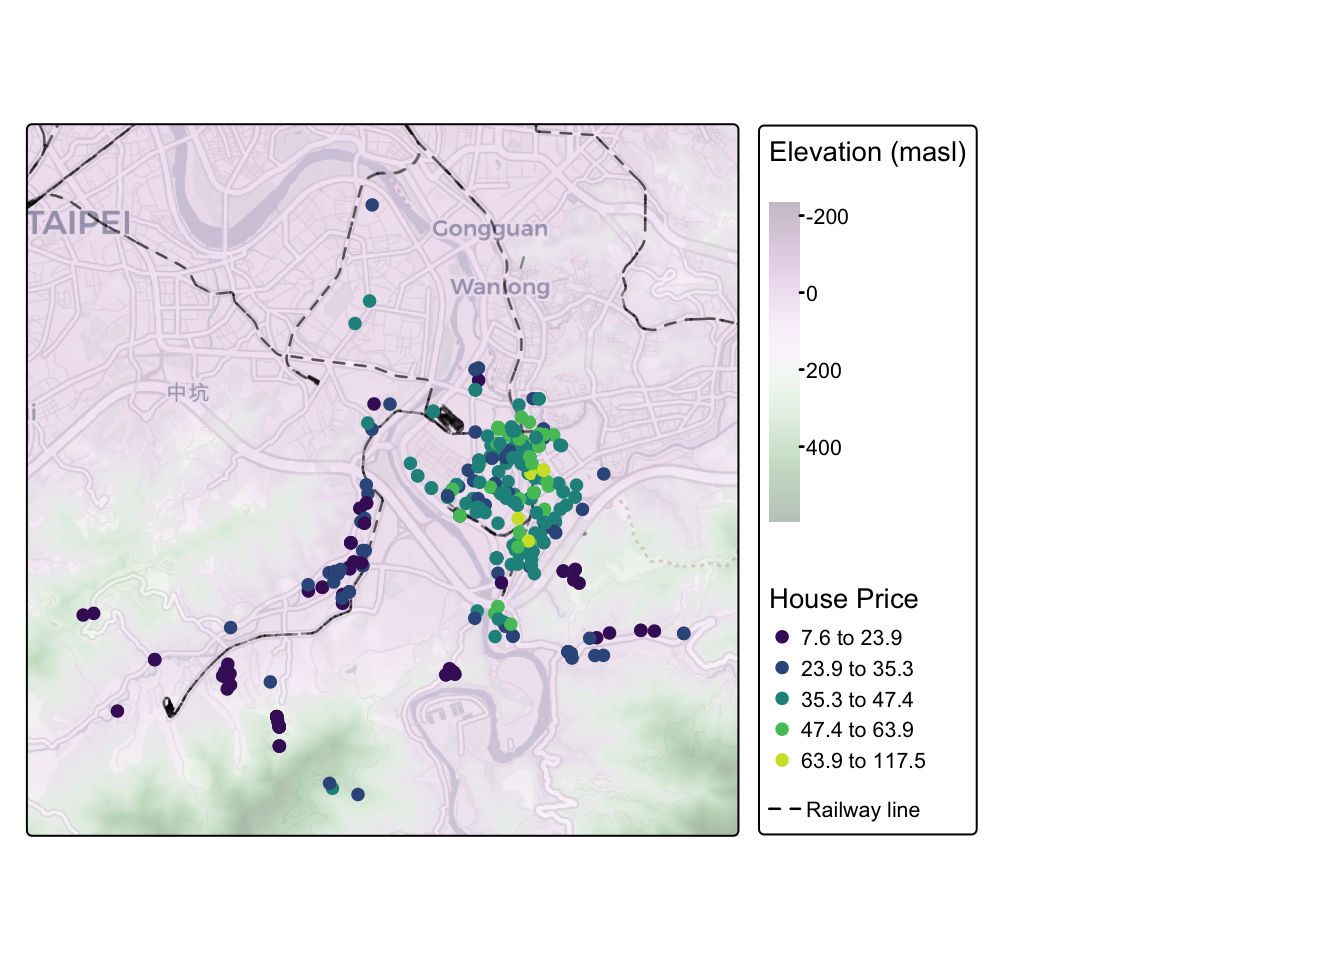 TAIPEI
Gongguan
Wanlong
中坑
i
Elevation (masl)
-200
0
200
400
House Price
7.6 to 23.9
23.9 to 35.3
35.3 to 47.4
47.4 to 63.9
63.9 to 117.5
Railway line